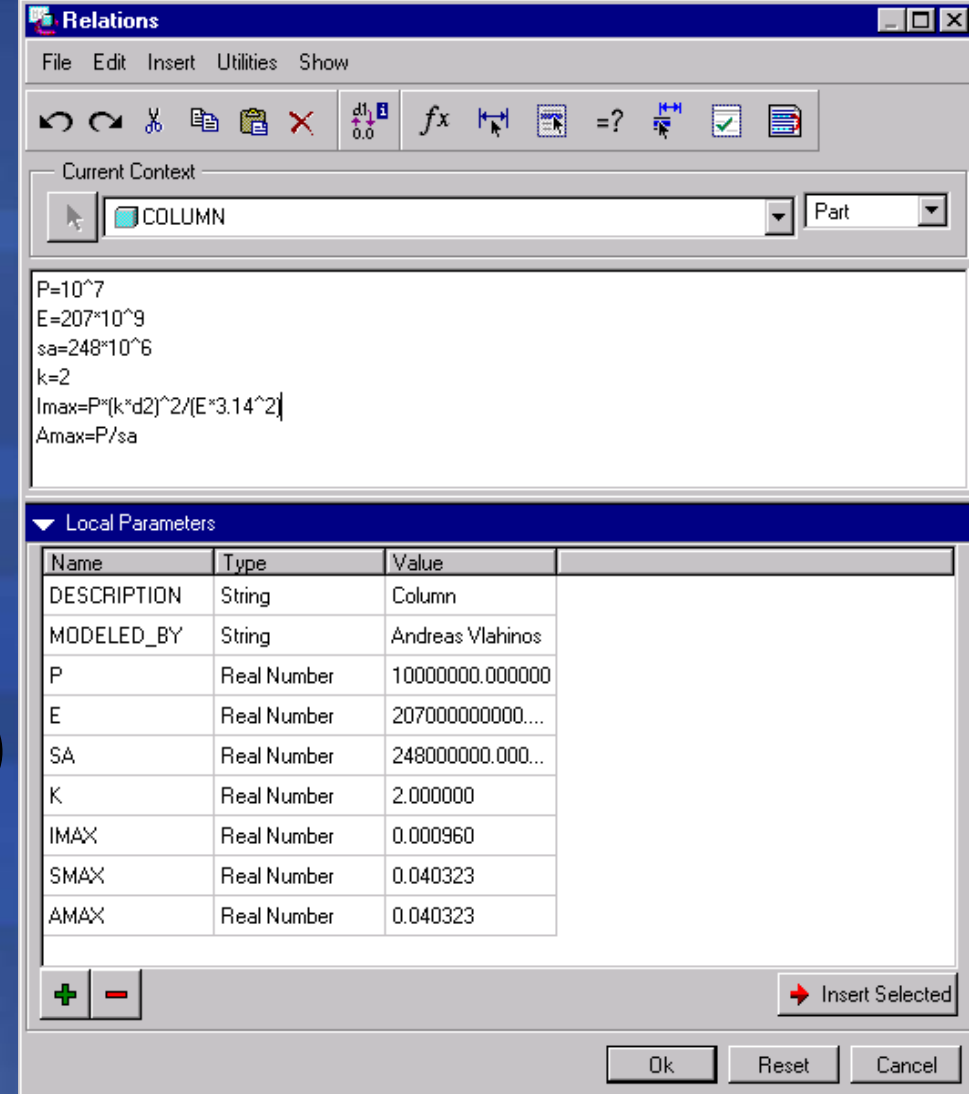 Relations
File Edit Insert Utilities Show
d1 i 0.0 fx =?
Current Context
COLUMN Part
P=10^7
E=207*10^9
sa=248*10^6
k=2
Imax=P*(k*d2)^2/(E*3.14^2)
Amax=P/sa
Local Parameters
Name Type Value
DESCRIPTION String Column
MODELED_BY String Andreas Vlahinos
P Real Number 10000000.000000
E Real Number 207000000000....
SA Real Number 248000000.000...
K Real Number 2.000000
IMAX Real Number 0.000960
SMAX Real Number 0.040323
AMAX Real Number 0.040323
Insert Selected
Ok Reset Cancel
)